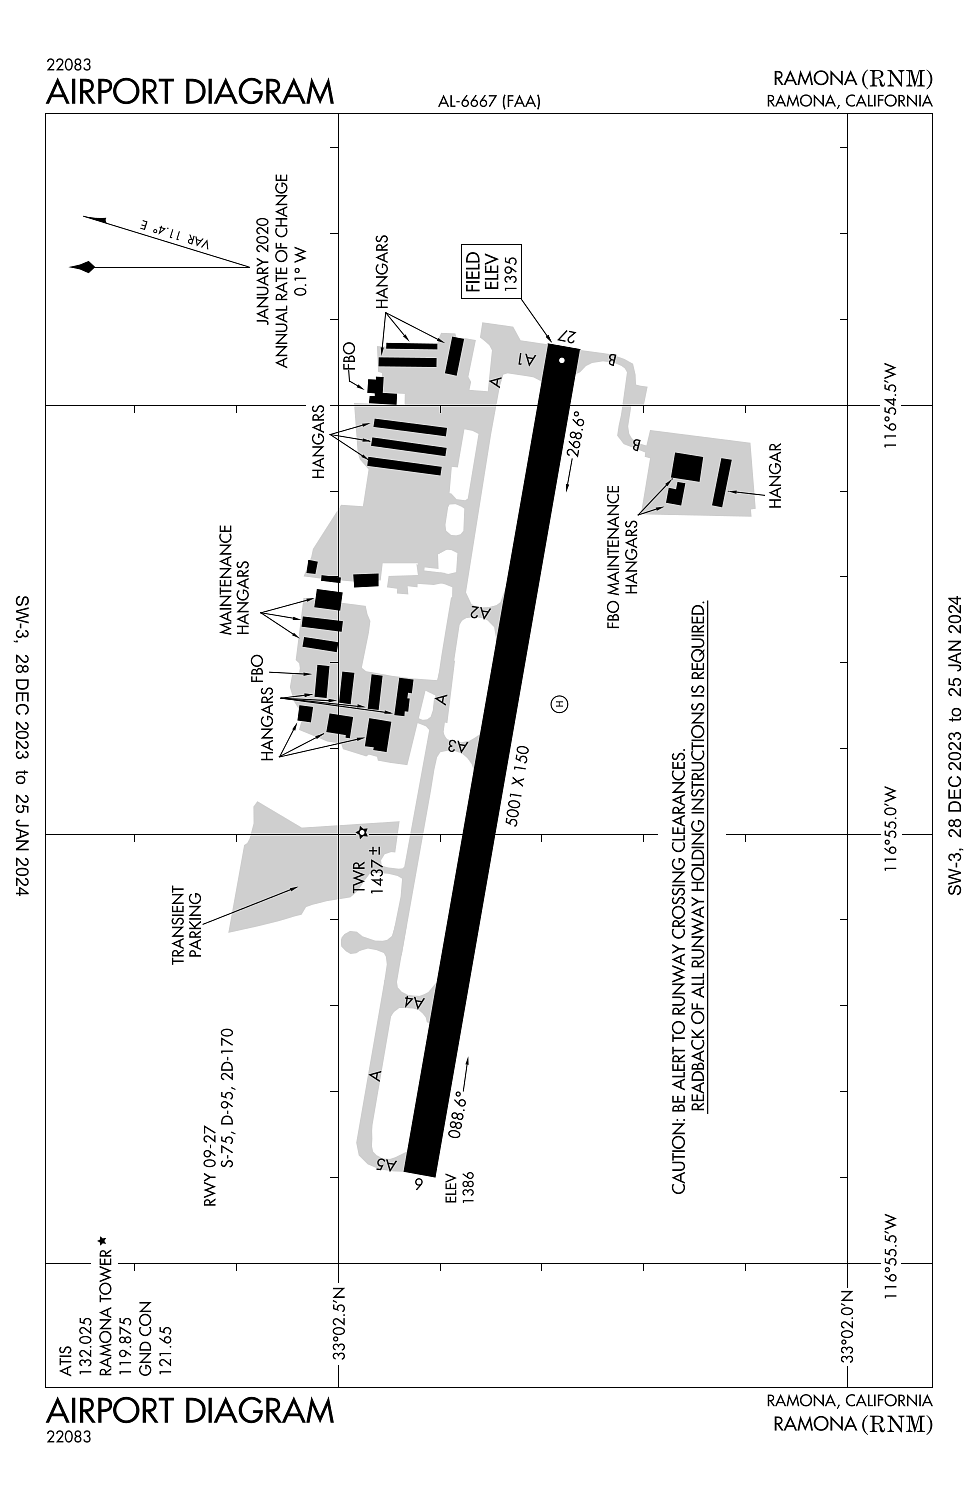 22083
AIRPORT DIAGRAM
AL-6667 (FAA)
RAMONA (RNM)
RAMONA, CALIFORNIA
VAR 11.4° E
JANUARY 2020
ANNUAL RATE OF CHANGE
0.1° W
HANGARS
FIELD
ELEV
1395
FBO
A1
27
B
A
HANGARS
268.6°
B
116°54.5'W
HANGAR
FBO MAINTENANCE
HANGARS
MAINTENANCE
HANGARS
A2
FBO
HANGARS
HANGARS
A
A3
H
5001 X 150
TWR
1437 ±
116°55.0'W
TRANSIENT
PARKING
A4
A
088.6°
A5
9
ELEV
1386
RWY 09-27
S-75, D-95, 2D-170
CAUTION: BE ALERT TO RUNWAY CROSSING CLEARANCES.
READBACK OF ALL RUNWAY HOLDING INSTRUCTIONS IS REQUIRED.
ATIS
132.025
RAMONA TOWER ★
119.875
GND CON
121.65
33°02.5'N
33°02.0'N
116°55.5'W
SW-3, 28 DEC 2023 to 25 JAN 2024
SW-3, 28 DEC 2023 to 25 JAN 2024
AIRPORT DIAGRAM
22083
RAMONA, CALIFORNIA
RAMONA (RNM)